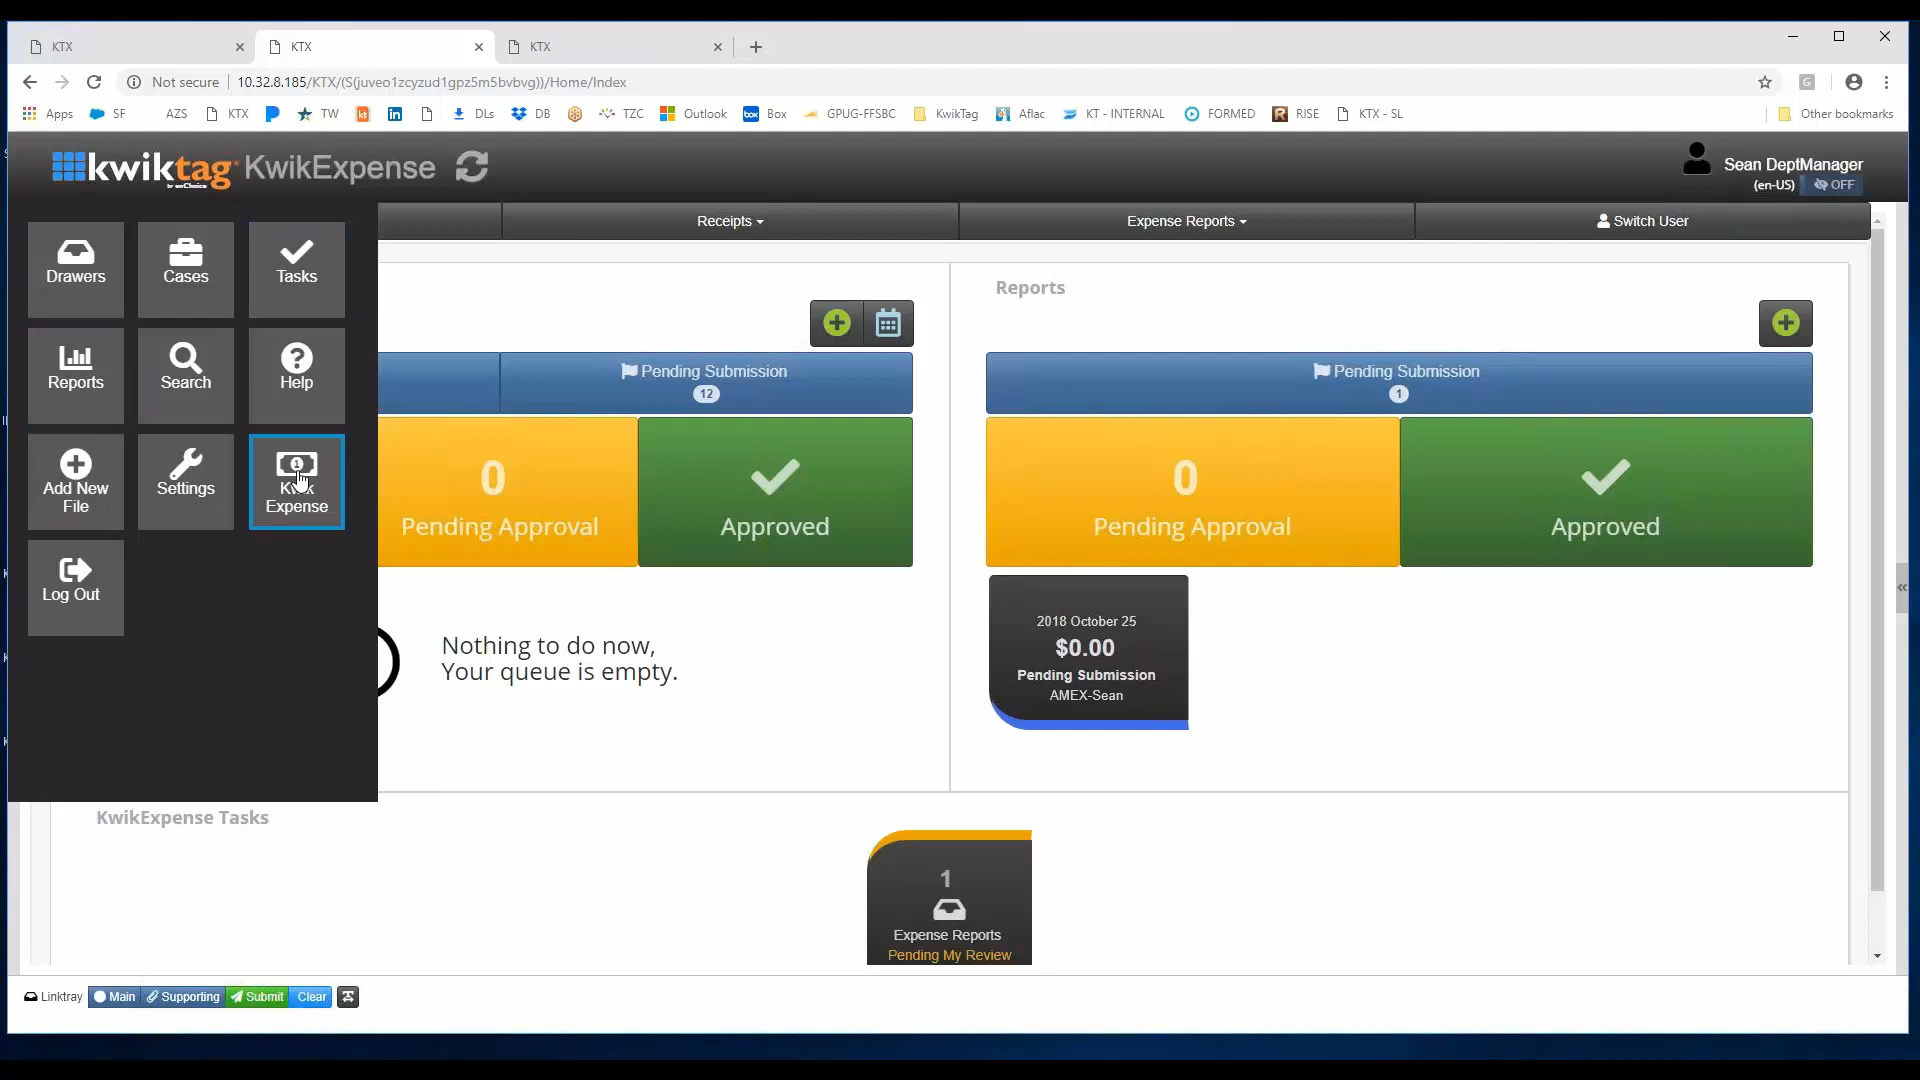 KTX
KTX
KTX
Not secure
10.32.8.185/KTX/(S(juveo1zcyzud1gpz5m5bvbvg))/Home/Index
Apps
SF
AZS
KTX
TW
DLs
DB
TZC
Outlook
Box
GPUG-FFSBC
KwikTag
Aflac
KT - INTERNAL
FORMED
RISE
KTX - SL
Other bookmarks
kwiktag KwikExpense
by enChoice
Sean DeptManager
(en-US) OFF
Receipts
Expense Reports
Switch User
Drawers
Cases
Tasks
Reports
Search
Help
Add New
File
Settings
Expense
Log Out
Pending Submission
12
0
Pending Approval
Approved
Nothing to do now,
Your queue is empty.
Reports
Pending Submission
1
0
Pending Approval
Approved
2018 October 25
$0.00
Pending Submission
AMEX-Sean
KwikExpense Tasks
1
Expense Reports
Pending My Review
Linktray
Main
Supporting
Submit
Clear